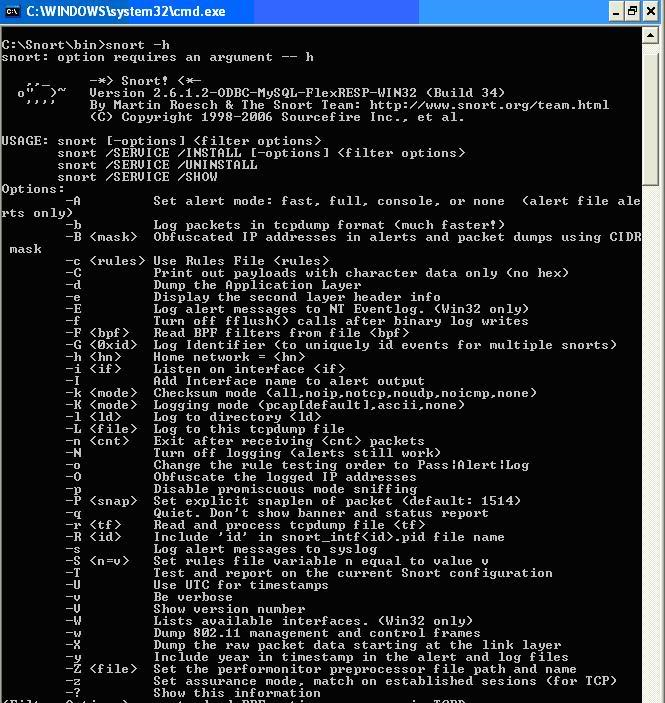 C:\WINDOWS\system32\cmd.exe
C:\Snort\bin>snort -h
snort: option requires an argument -- h
,,_     -*> Snort! <*-
o"  )~   Version 2.6.1.2-ODBC-MySQL-FlexRESP-WIN32 (Build 34)
''''    By Martin Roesch & The Snort Team: http://www.snort.org/team.html
(C) Copyright 1998-2006 Sourcefire Inc., et al.
USAGE: snort [-options] <filter options>
snort /SERVICE /INSTALL [-options] <filter options>
snort /SERVICE /UNINSTALL
snort /SERVICE /SHOW
Options:
-A         Set alert mode: fast, full, console, or none  (alert file ale
rts only)
-b         Log packets in tcpdump format (much faster!)
-B <mask>  Obfuscated IP addresses in alerts and packet dumps using CIDR
mask
-c <rules> Use Rules File <rules>
-C         Print out payloads with character data only (no hex)
-d         Dump the Application Layer
-e         Display the second layer header info
-E         Log alert messages to NT Eventlog. (Win32 only)
-f         Turn off fflush() calls after binary log writes
-F <bpf>   Read BPF filters from file <bpf>
-G <0xid>  Log Identifier (to uniquely id events for multiple snorts)
-h <hn>    Home network = <hn>
-i <if>    Listen on interface <if>
-I         Add Interface name to alert output
-k <mode>  Checksum mode (all,noip,notcp,noudp,noicmp,none)
-K <mode>  Logging mode (pcap[default],ascii,none)
-l <ld>    Log to directory <ld>
-L <file>  Log to this tcpdump file
-n <cnt>   Exit after receiving <cnt> packets
-N         Turn off logging (alerts still work)
-o         Change the rule testing order to Pass|Alert|Log
-O         Obfuscate the logged IP addresses
-p         Disable promiscuous mode sniffing
-P <snap>  Set explicit snaplen of packet (default: 1514)
-q         Quiet. Don't show banner and status report
-r <tf>    Read and process tcpdump file <tf>
-R <id>    Include 'id' in snort_intf<id>.pid file name
-s         Log alert messages to syslog
-S <n=v>   Set rules file variable n equal to value v
-T         Test and report on the current Snort configuration
-U         Use UTC for timestamps
-v         Be verbose
-V         Show version number
-W         Lists available interfaces. (Win32 only)
-w         Dump 802.11 management and control frames
-X         Dump the raw packet data starting at the link layer
-y         Include year in timestamp in the alert and log files
-Z <file>  Set the performonitor preprocessor file path and name
-z         Set assurance mode, match on established sesions (for TCP)
-?         Show this information